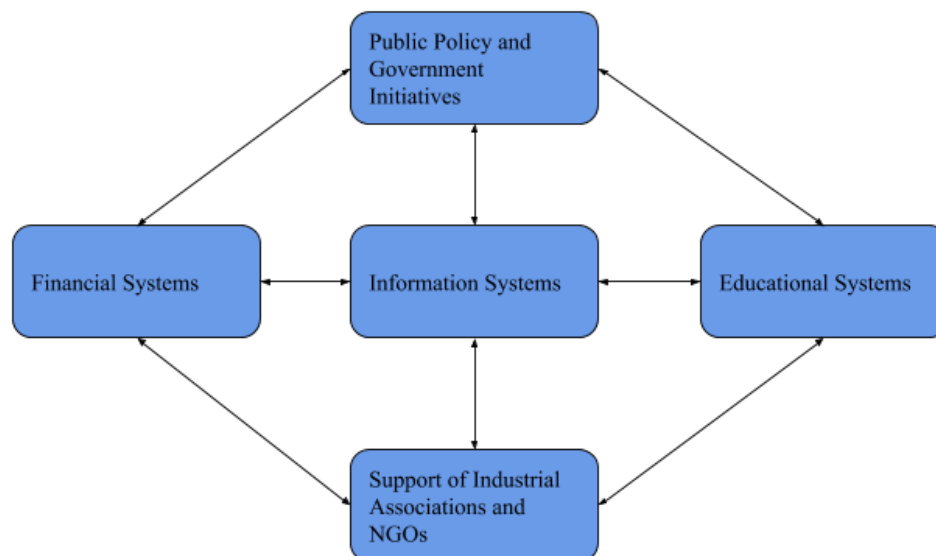 Public Policy and
Government
Initiatives
Financial Systems
Information Systems
Educational Systems
Support of Industrial
Associations and
NGOs